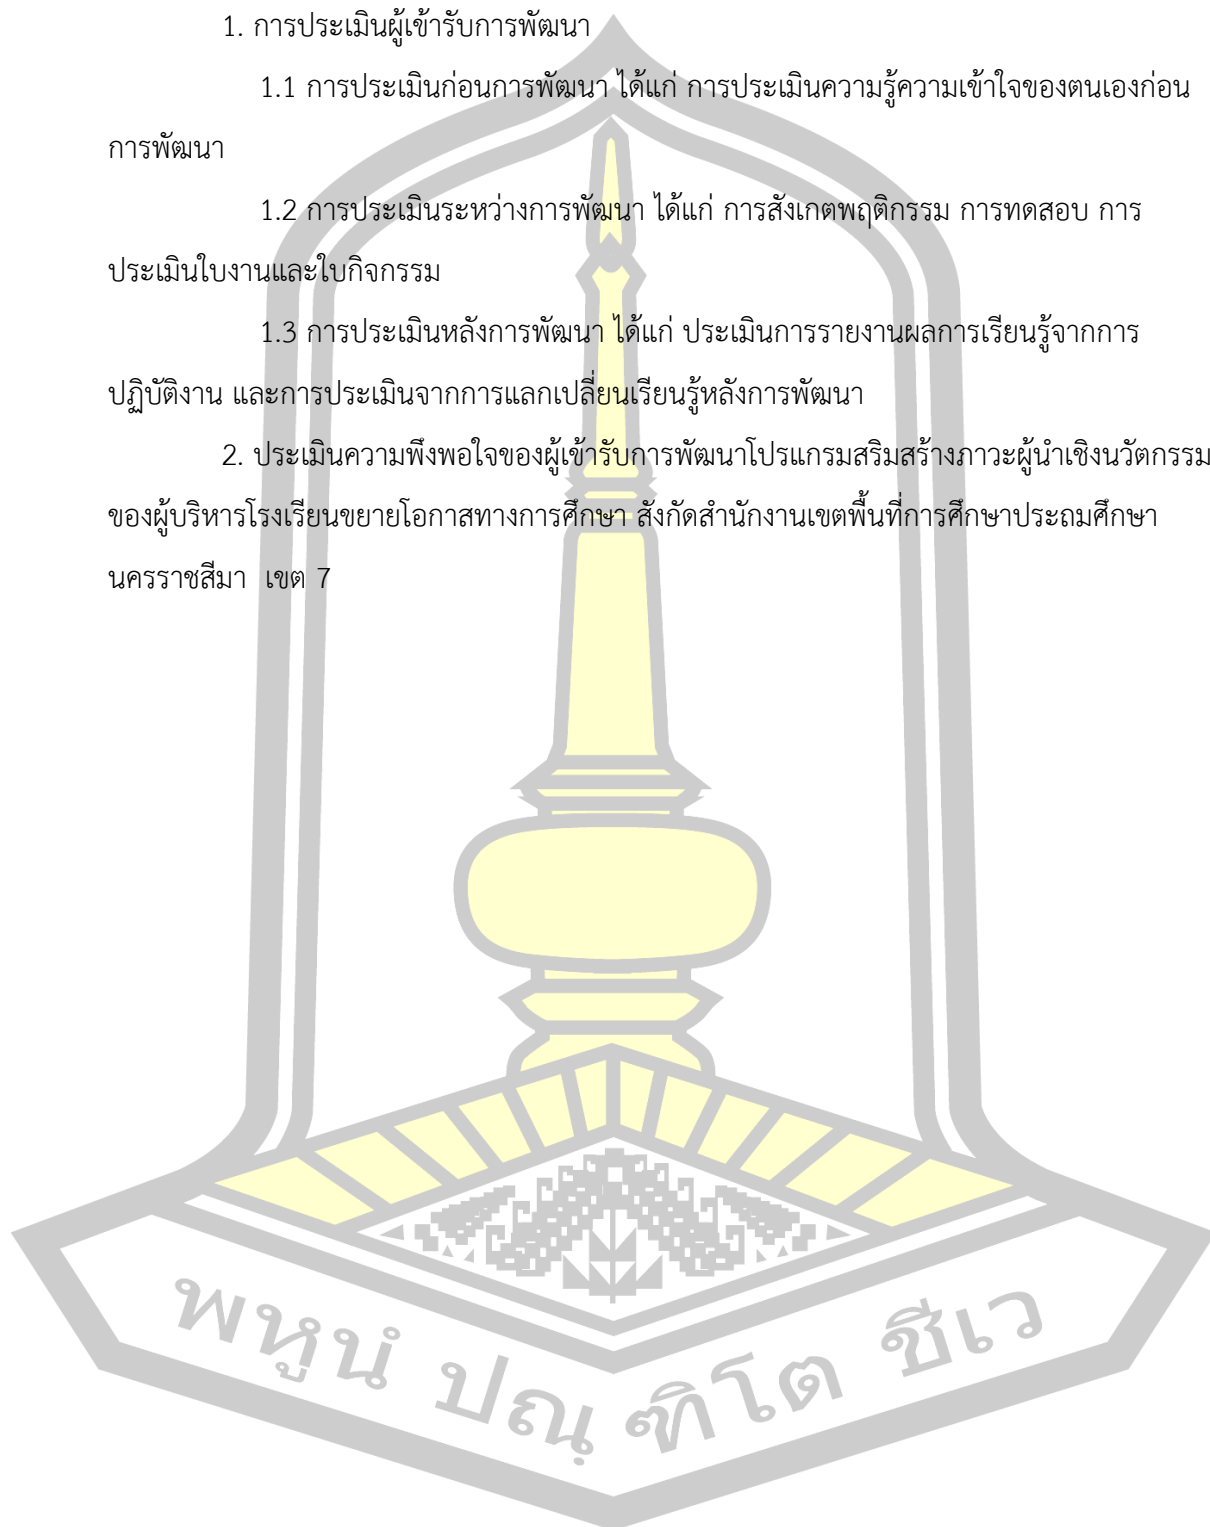 1. การประเมินผู้เข้ารับการพัฒนา
1.1 การประเมินก่อนการพัฒนา ได้แก่ การประเมินความรู้ความเข้าใจของตนเองก่อน
การพัฒนา
1.2 การประเมินระหว่างการพัฒนา ได้แก่ การสังเกตพฤติกรรม การทดสอบ การ
ประเมินใบงานและใบกิจกรรม
1.3 การประเมินหลังการพัฒนา ได้แก่ ประเมินการรายงานผลการเรียนรู้จากการ
ปฏิบัติงาน และการประเมินจากการแลกเปลี่ยนเรียนรู้หลังการพัฒนา
2. ประเมินความพึงพอใจของผู้เข้ารับการพัฒนาโปรแกรมสริมสร้างภาวะผู้นำเชิงนวัตกรรม
ของผู้บริหารโรงเรียนขยายโอกาสทางการศึกษา สังกัดสำนักงานเขตพื้นที่การศึกษาประถมศึกษา
นครราชสีมา เขต 7
พหูนํ ปณฺ ฑิโต ชีเว